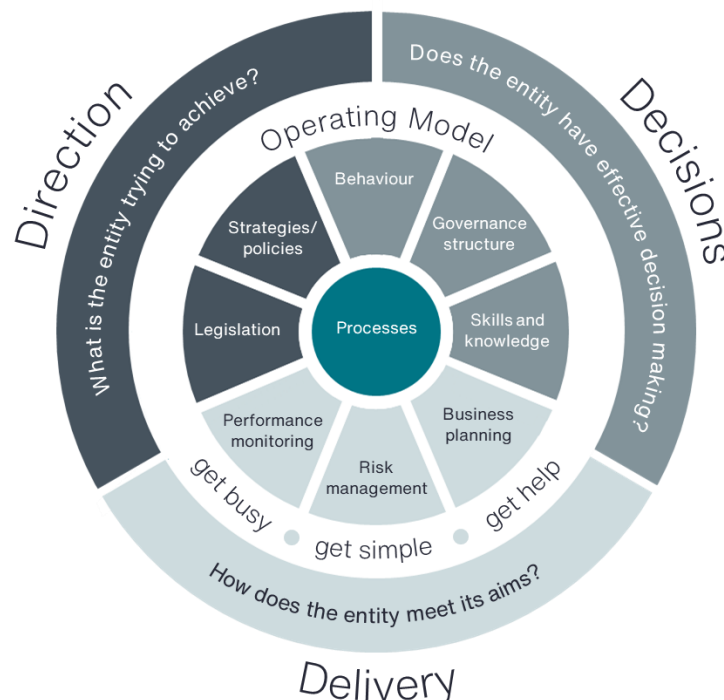 Direction
What is the entity trying to achieve?
Decisions
Does the entity have effective decision making?
Operating Model
Behaviour
Strategies/
policies
Governance
structure
Legislation
Processes
Skills and
knowledge
Performance
monitoring
Risk
management
Business
planning
get busy
get simple
get help
How does the entity meet its aims?
Delivery